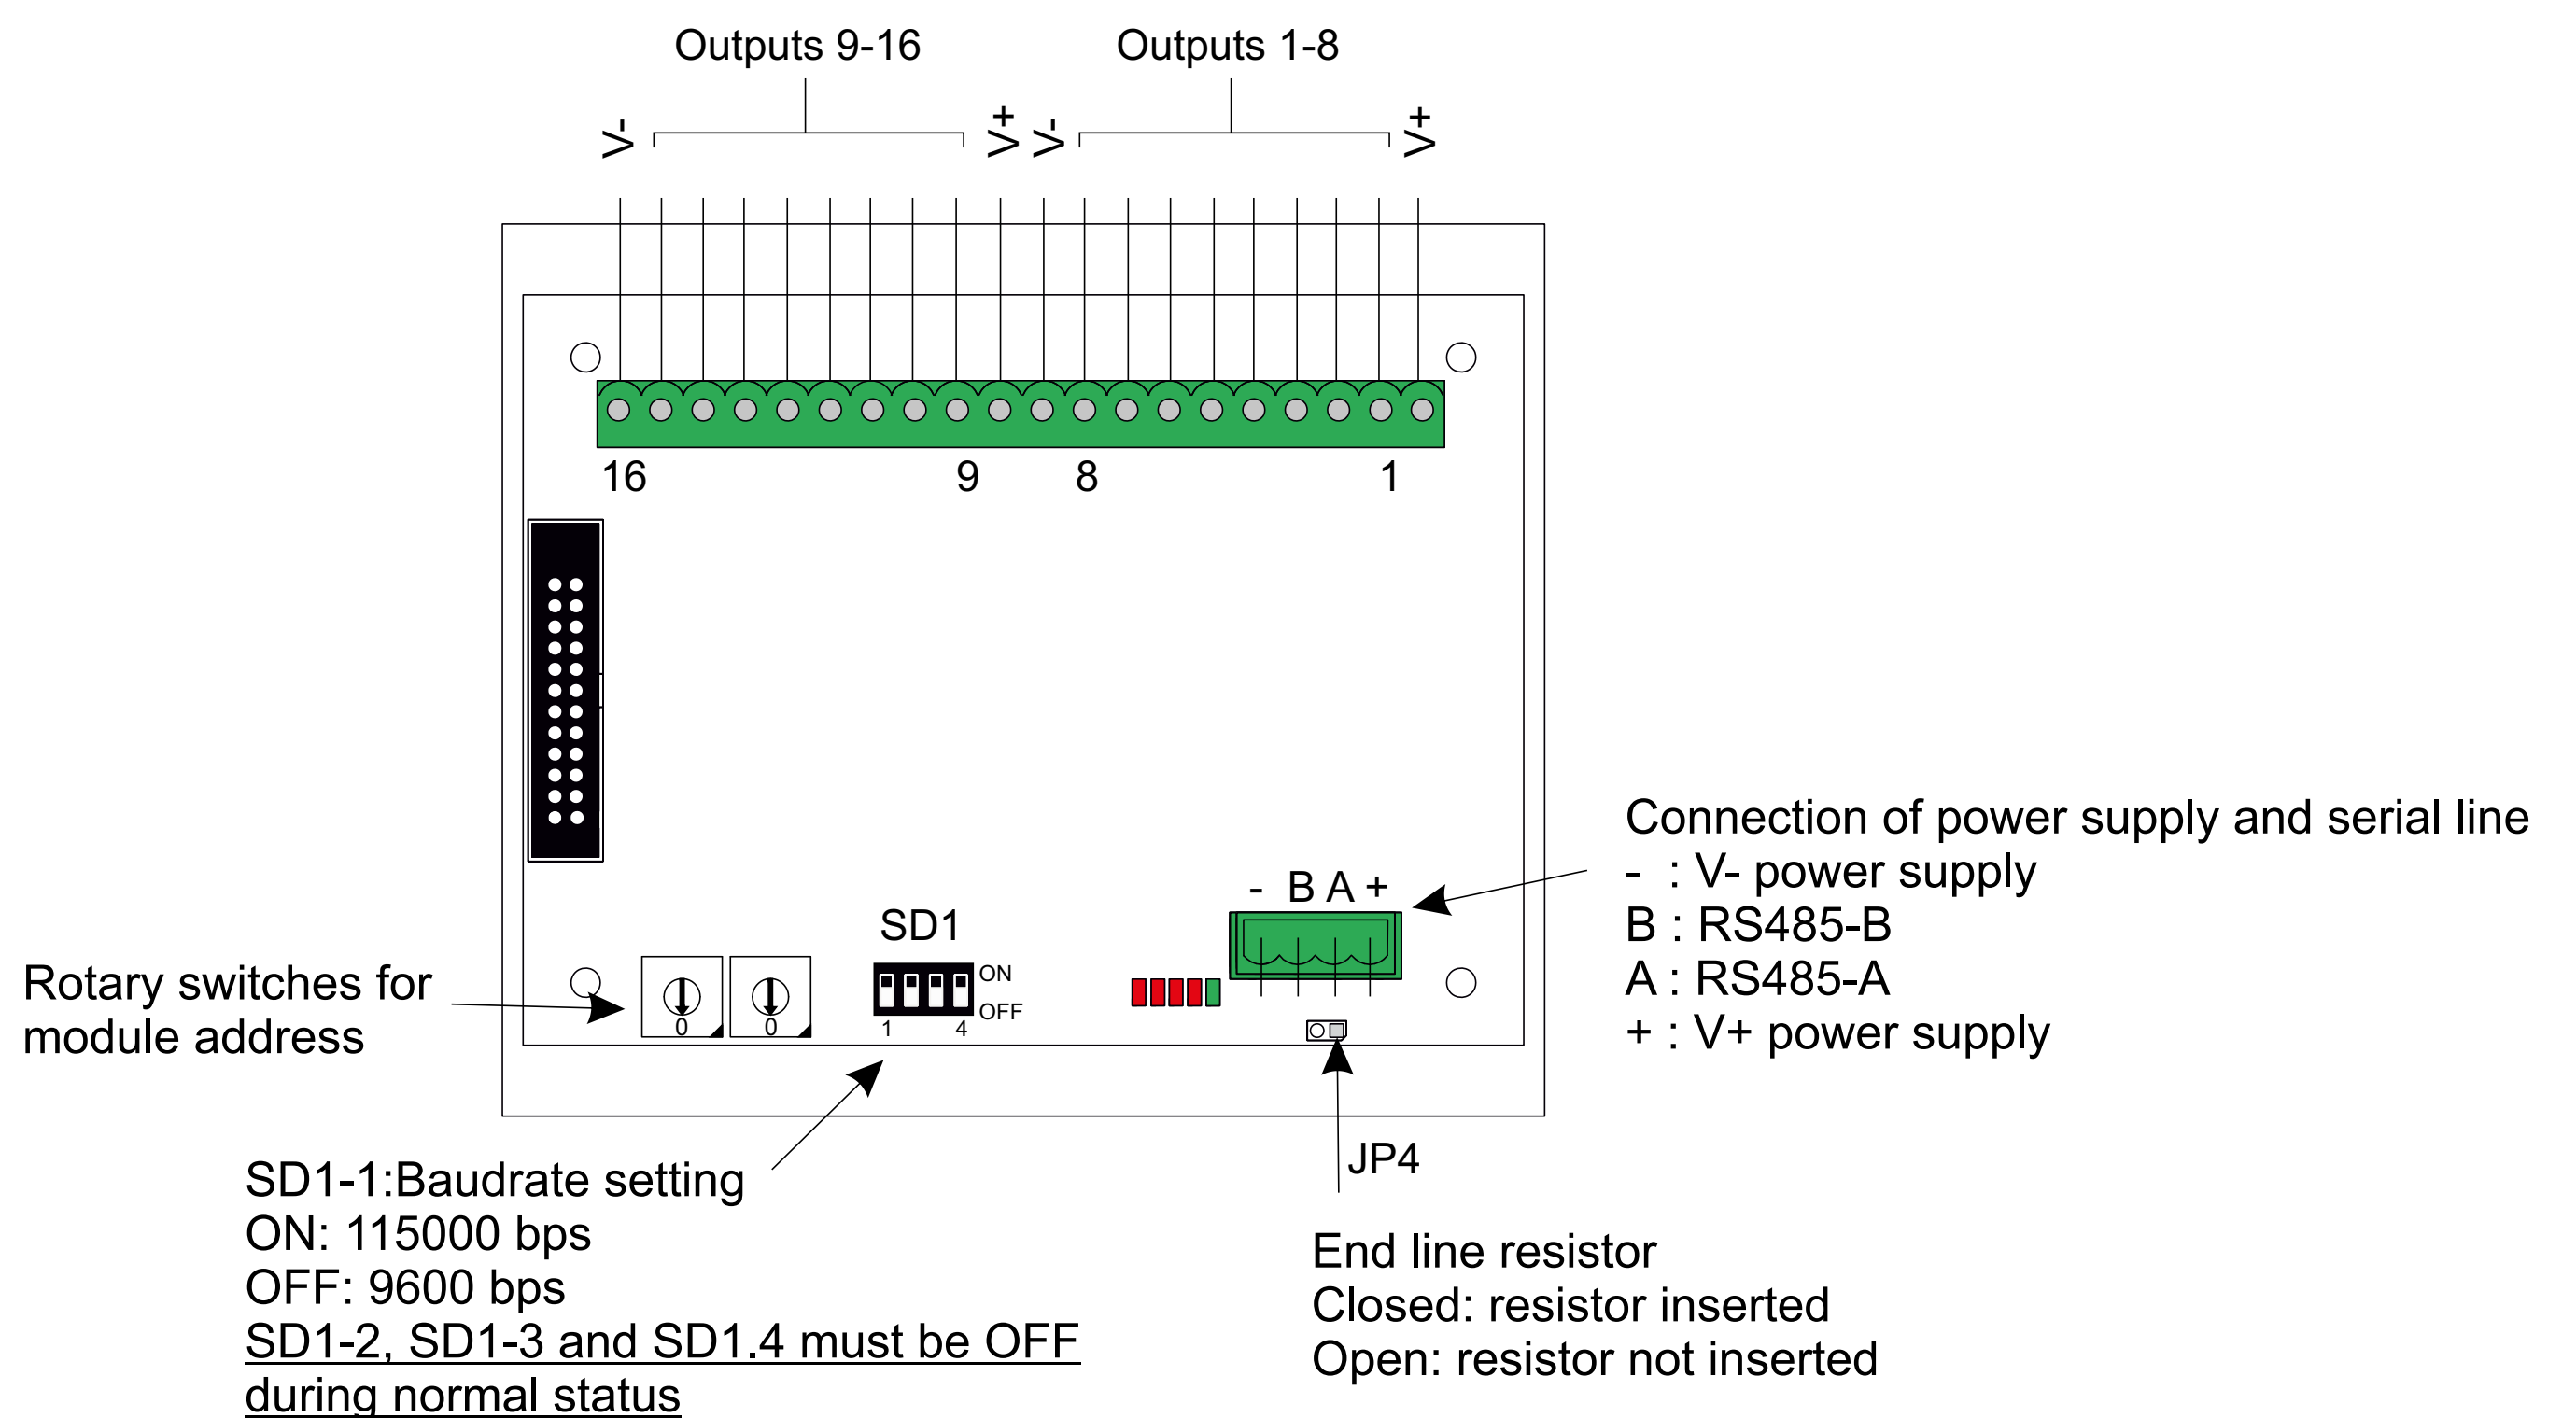 Outputs 9-16
Outputs 1-8
V-
V+
V-
V+
16
9
8
1
Connection of power supply and serial line
- : V- power supply
B : RS485-B
A : RS485-A
+ : V+ power supply
- B A +
SD1
ON
OFF
1
4
0
0
Rotary switches for
module address
JP4
SD1-1:Baudrate setting
ON: 115000 bps
OFF: 9600 bps
SD1-2, SD1-3 and SD1.4 must be OFF
during normal status
End line resistor
Closed: resistor inserted
Open: resistor not inserted